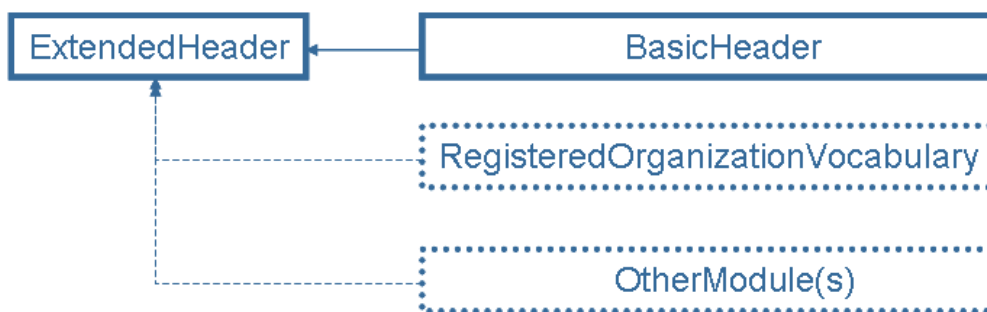 ExtendedHeader
BasicHeader
RegisteredOrganizationVocabulary
OtherModule(s)